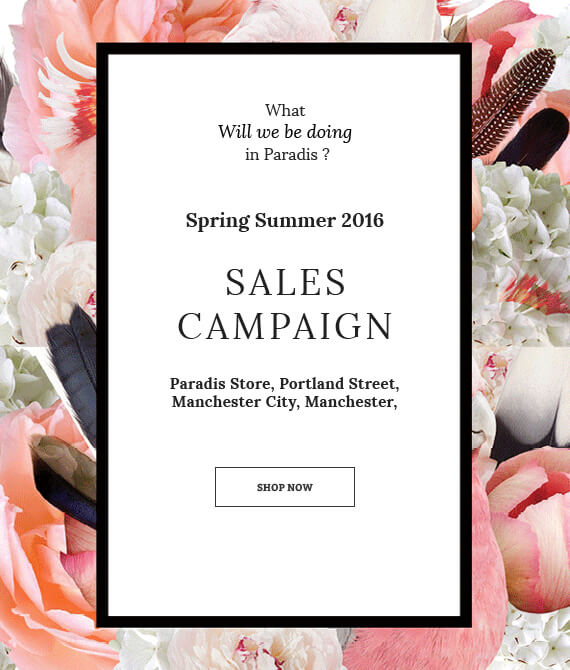 What
Will we be doing
in Paradis ?
Spring Summer 2016
SALES
CAMPAIGN
Paradis Store, Portland Street,
Manchester City, Manchester,
SHOP NOW